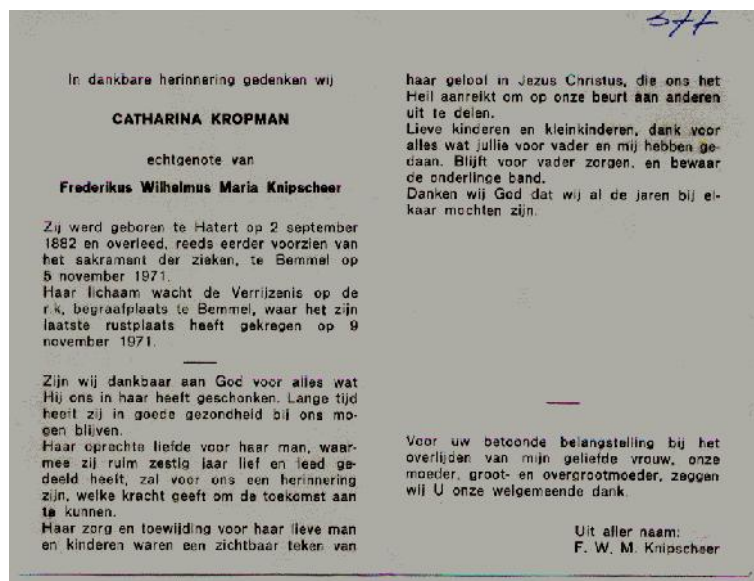 377
In dankbare herinnering gedenken wij
CATHARINA KROPMAN
echtgenote van
Frederikus Wilhelmus Maria Knipscheer
Zij werd geboren te Hatert op 2 september
1882 en overleed, reeds eerder voorzien van
het sakrament der zieken, te Bemmel op
5 november 1971.
Haar lichaam wacht de Verrijzenis op de
r.k. begraafplaats te Bemmel, waar het zijn
laatste rustplaats heeft gekregen op 9
november 1971.
Zijn wij dankbaar aan God voor alles wat
Hij ons in haar heeft geschonken. Lange tijd
heeft zij in goede gezondheid bij ons mo-
gen blijven.
Haar oprechte liefde voor haar man, waar-
mee zij ruim zestig jaar lief en leed ge-
deeld heeft, zal voor ons een herinnering
zijn, welke kracht geeft om de toekomst aan
te kunnen.
Haar zorg en toewijding voor haar lieve man
en kinderen waren een zichtbaar teken van
haar geloof in Jezus Christus, die ons het
Heil aanreikt om op onze beurt aan anderen
uit te delen.
Lieve kinderen en kleinkinderen, dank voor
alles wat jullie voor vader en mij hebben ge-
daan. Blijft voor vader zorgen, en bewaar
de onderlinge band.
Danken wij God dat wij al de jaren bij el-
kaar mochten zijn.
Voor uw betoonde belangstelling bij het
overlijden van mijn geliefde vrouw, onze
moeder, groot- en overgrootmoeder, zeggen
wij U onze welgemeende dank.
Uit aller naam:
F. W. M. Knipscheer